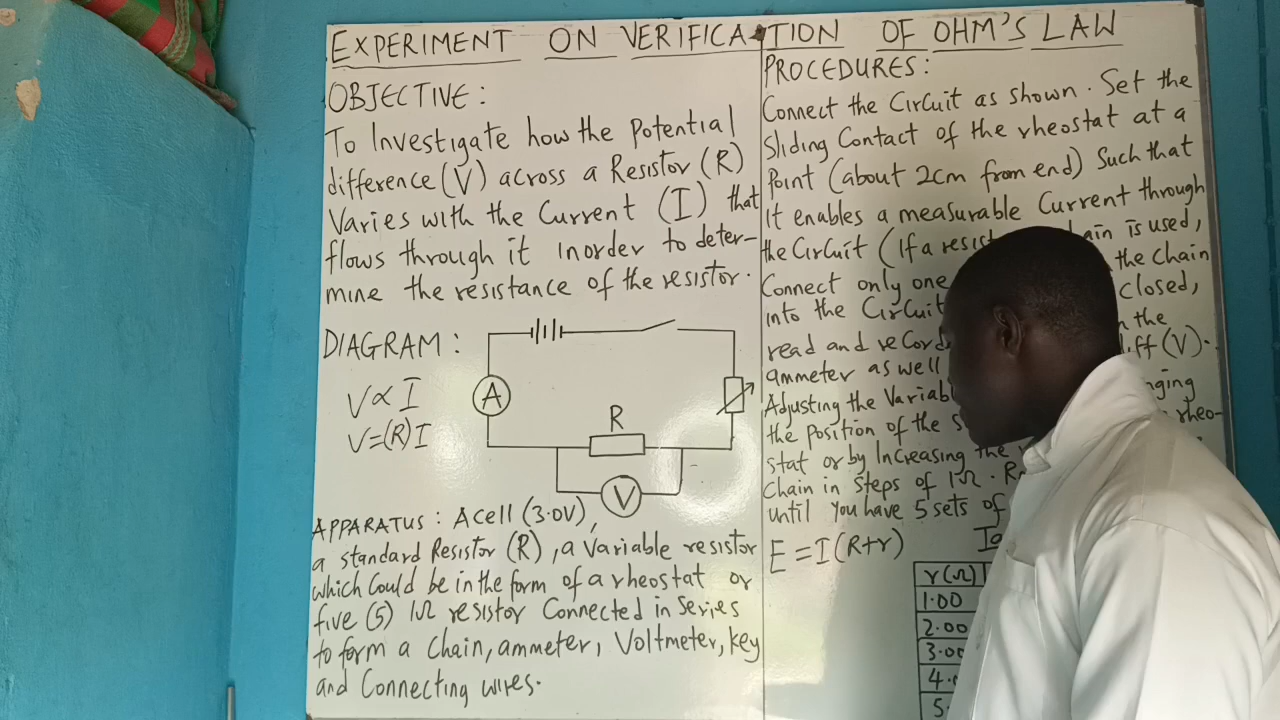 EXPERIMENT ON VERIFICATION OF OHM'S LAW
OBJECTIVE:
To Investigate how the Potential
difference (V) across a Resistor (R)
Varies with the Current (I) that
flows through it inorder to deter-
mine the resistance of the resistor.
DIAGRAM:
V ∝ I
V=(R)I
A
R
V
APPARATUS: A cell (3.0V),
a standard Resistor (R), a Variable resistor
which Could be in the form of a rheostat or
five (5) 1Ω resistor Connected in Series
to form a Chain, ammeter, Voltmeter, key
and Connecting wires.
PROCEDURES:
Connect the Circuit as shown. Set the
Sliding Contact of the rheostat at a
Point (about 2cm from end) Such that
it enables a measurable Current through
the Circuit (If a is used,
Connect only one the Chain
into the Circuit closed,
read and record the
ammeter as well diff (V).
Adjusting the
the position of the rheo-
stat or by Increasing the
Chain in steps of 1Ω.
until you have 5 sets of
E = I(R+r)
r(Ω)
1.00
2.00
3.00
4.
5.